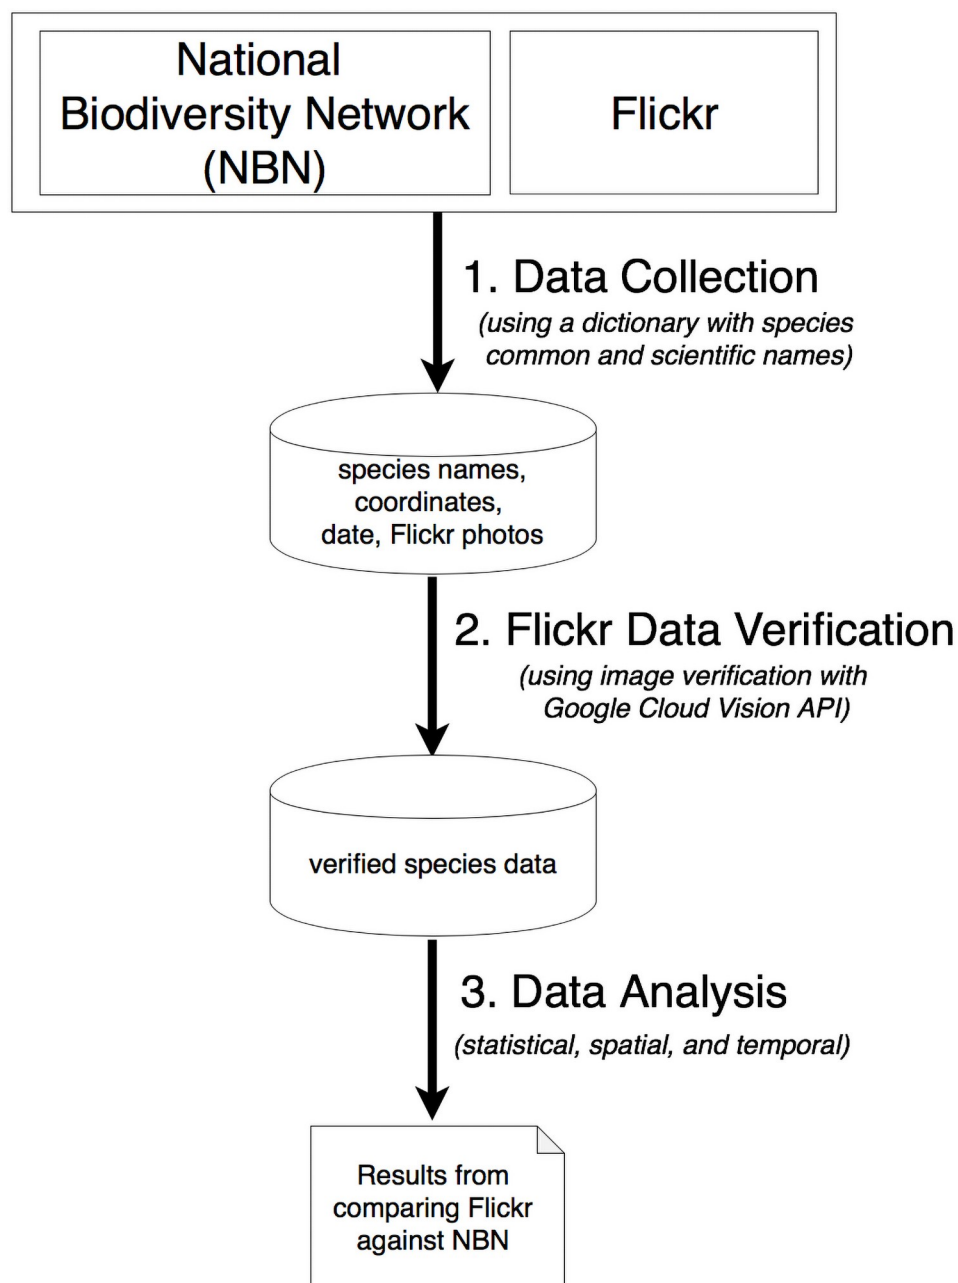 National
Biodiversity Network
(NBN)
Flickr
1. Data Collection
(using a dictionary with species
common and scientific names)
species names,
coordinates,
date, Flickr photos
2. Flickr Data Verification
(using image verification with
Google Cloud Vision API)
verified species data
3. Data Analysis
(statistical, spatial, and temporal)
Results from
comparing Flickr
against NBN